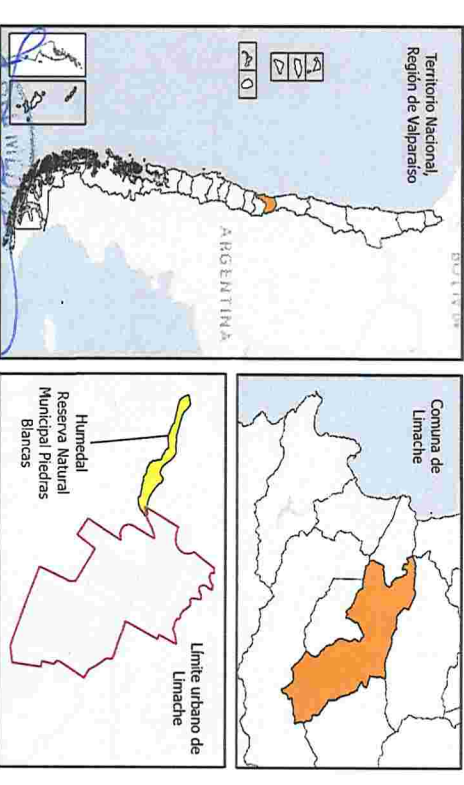 Territorio Nacional,
Región de Valparaíso
ARGENTINA
Comuna de
Limache
Humedal
Reserva Natural
Municipal Piedras
Blancas
Límite urbano de
Limache